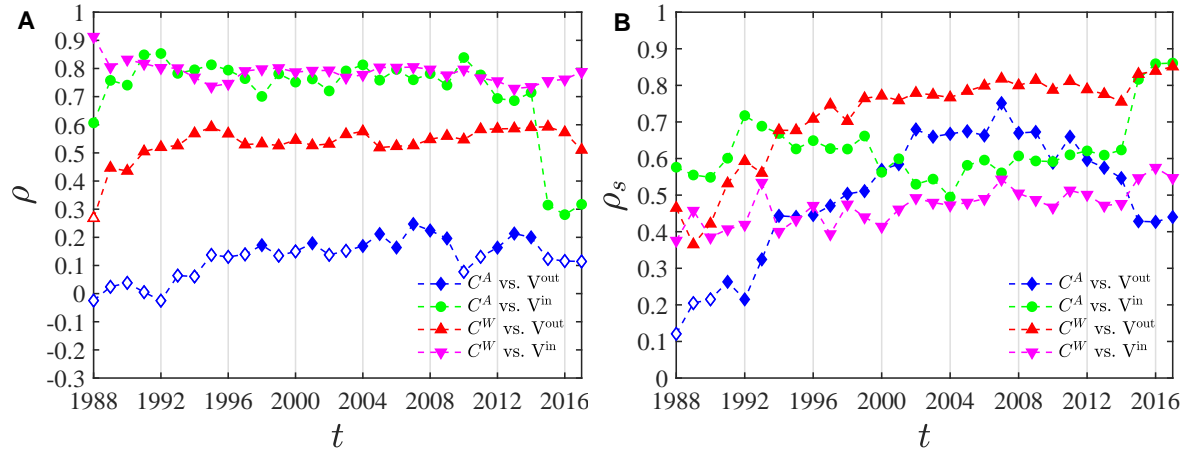 A
1
0.9
0.8
0.7
0.6
0.5
0.4
0.3
0.2
0.1
0
-0.1
-0.2
-0.3
ρ
1988 1992 1996 2000 2004 2008 2012 2016
t
C^A vs. V^out
C^A vs. V^in
C^W vs. V^out
C^W vs. V^in
B
1
0.9
0.8
0.7
0.6
0.5
0.4
0.3
0.2
0.1
0
ρ_s
1988 1992 1996 2000 2004 2008 2012 2016
t
C^A vs. V^out
C^A vs. V^in
C^W vs. V^out
C^W vs. V^in